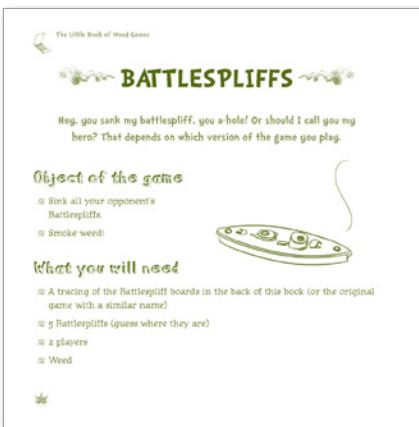 The Little Book of Weed Games
BATTLESPLIFFS
Hey, you sank my battlespliff, you a-hole! Or should I call you my
hero? That depends on which version of the game you play.
Object of the game
Sink all your opponent's
Battlespliffs.
Smoke weed!
What you will need
A tracing of the Battlespliff boards in the back of this book (or the original
game with a similar name)
5 Battlespliffs (guess where they are)
2 players
Weed